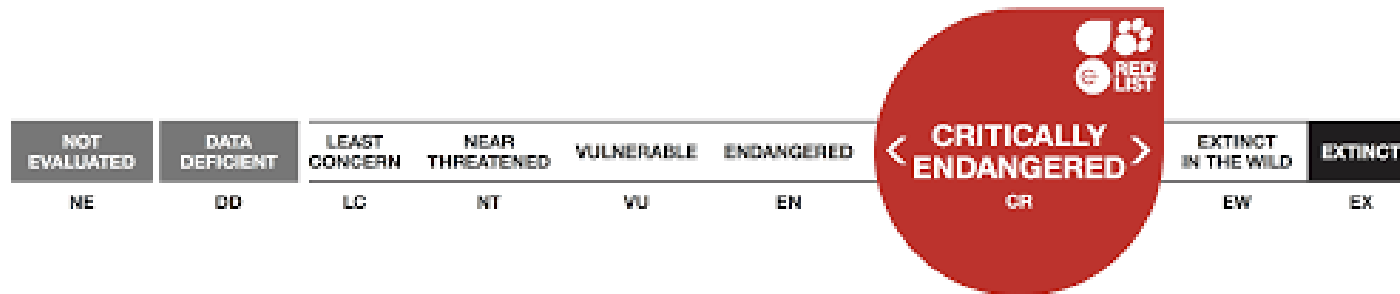 RED
LIST
NOT
EVALUATED
DATA
DEFICIENT
LEAST
CONCERN
NEAR
THREATENED
VULNERABLE
ENDANGERED
< CRITICALLY >
ENDANGERED
EXTINCT
IN THE WILD
EXTINCT
NE
DD
LC
NT
VU
EN
CR
EW
EX